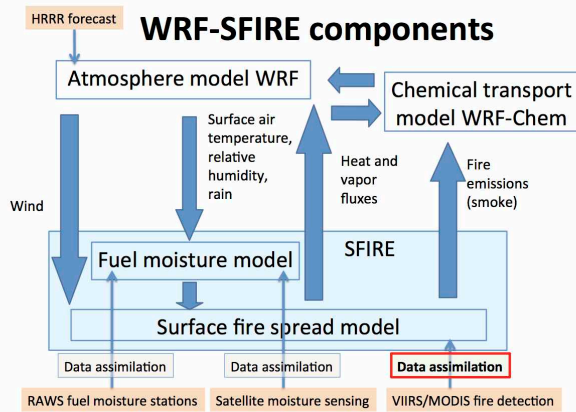 HRRR forecast
WRF-SFIRE components
Atmosphere model WRF
Chemical transport
model WRF-Chem
Surface air
temperature,
relative
humidity,
rain
Heat and
vapor
fluxes
Fire
emissions
(smoke)
Wind
SFIRE
Fuel moisture model
Surface fire spread model
Data assimilation
Data assimilation
Data assimilation
RAWS fuel moisture stations
Satellite moisture sensing
VIIRS/MODIS fire detection